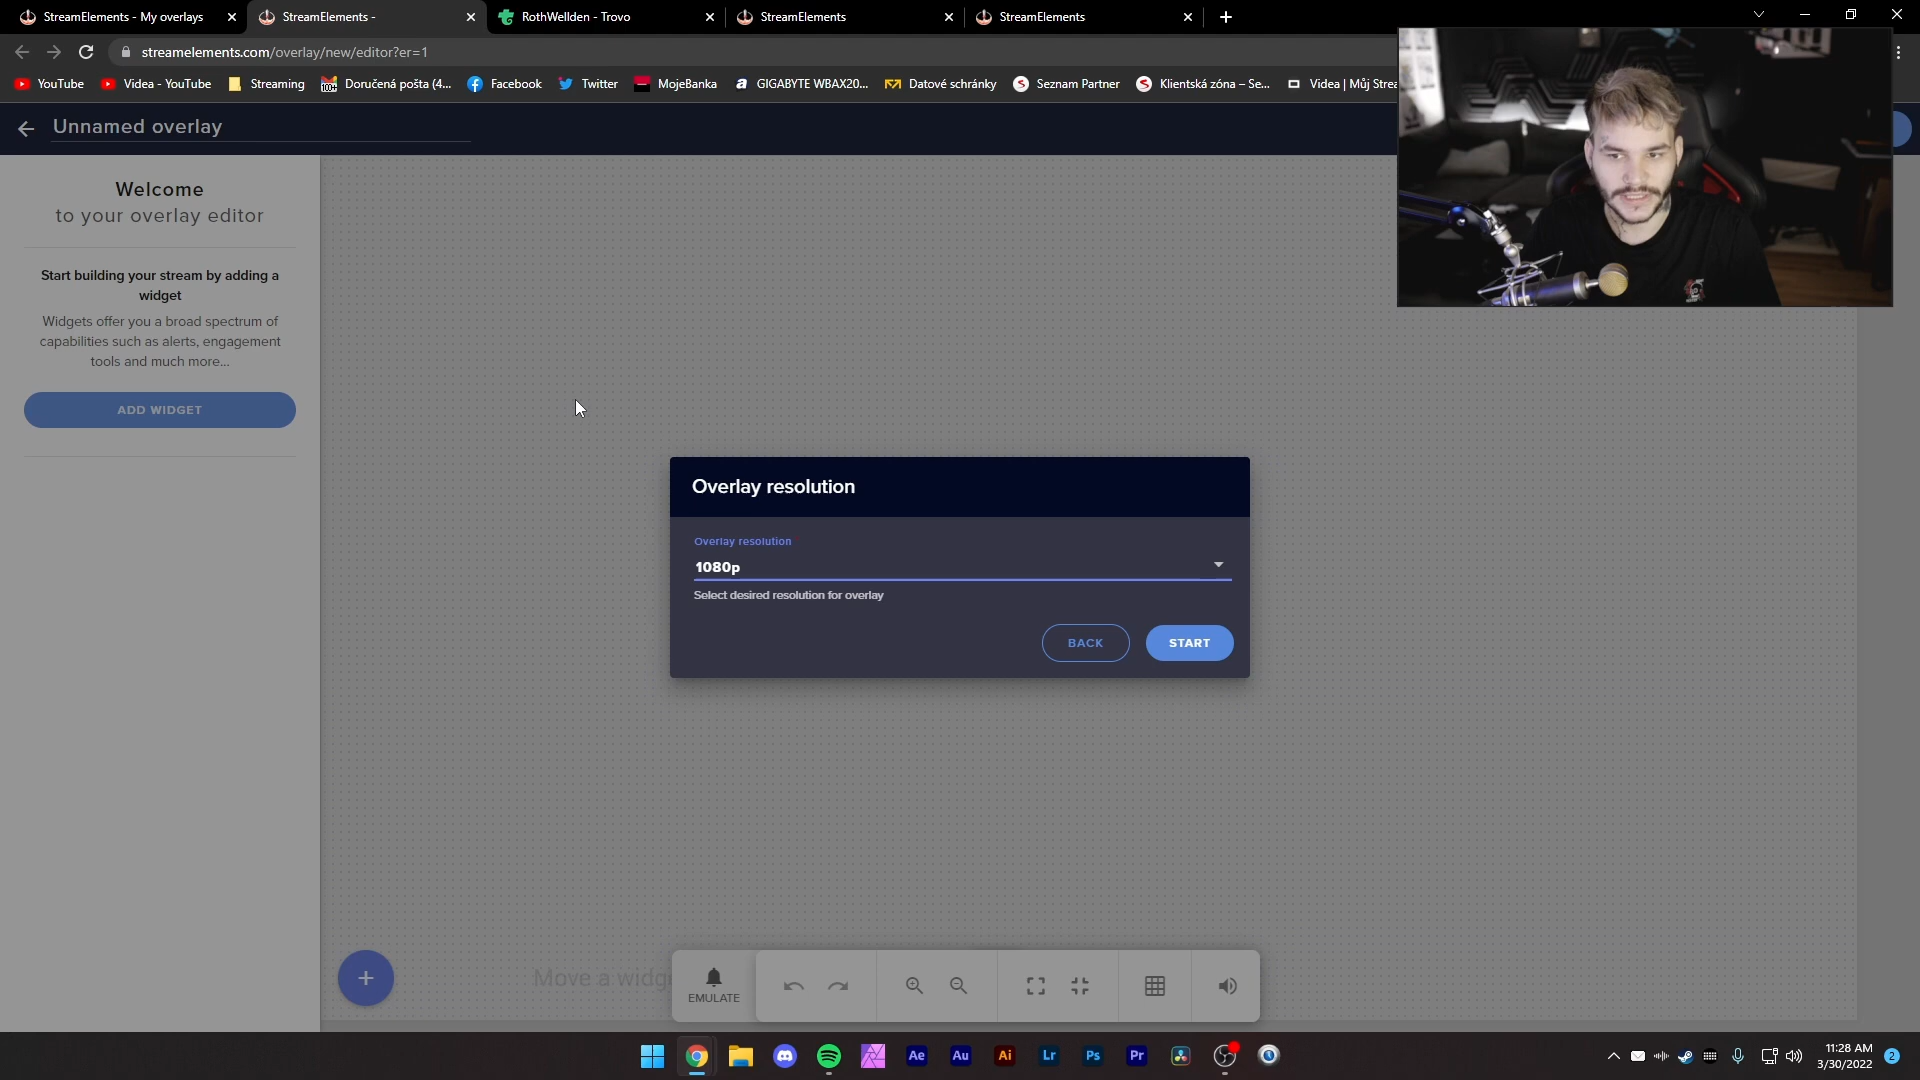 StreamElements - My overlays
StreamElements -
RothWellden - Trovo
StreamElements
StreamElements
streamelements.com/overlay/new/editor?er=1
YouTube
Videa - YouTube
Streaming
Doručená pošta (4...
Facebook
Twitter
MojeBanka
GIGABYTE WBAX20...
Datové schránky
Seznam Partner
Klientská zóna – Se...
Videa | Můj Strea
Unnamed overlay
Welcome
to your overlay editor
Start building your stream by adding a
widget
Widgets offer you a broad spectrum of
capabilities such as alerts, engagement
tools and much more...
ADD WIDGET
Overlay resolution
Overlay resolution
1080p
Select desired resolution for overlay
BACK
START
Move a widg
EMULATE
Ae
Au
Ai
Lr
Ps
Pr
11:28 AM
3/30/2022
2